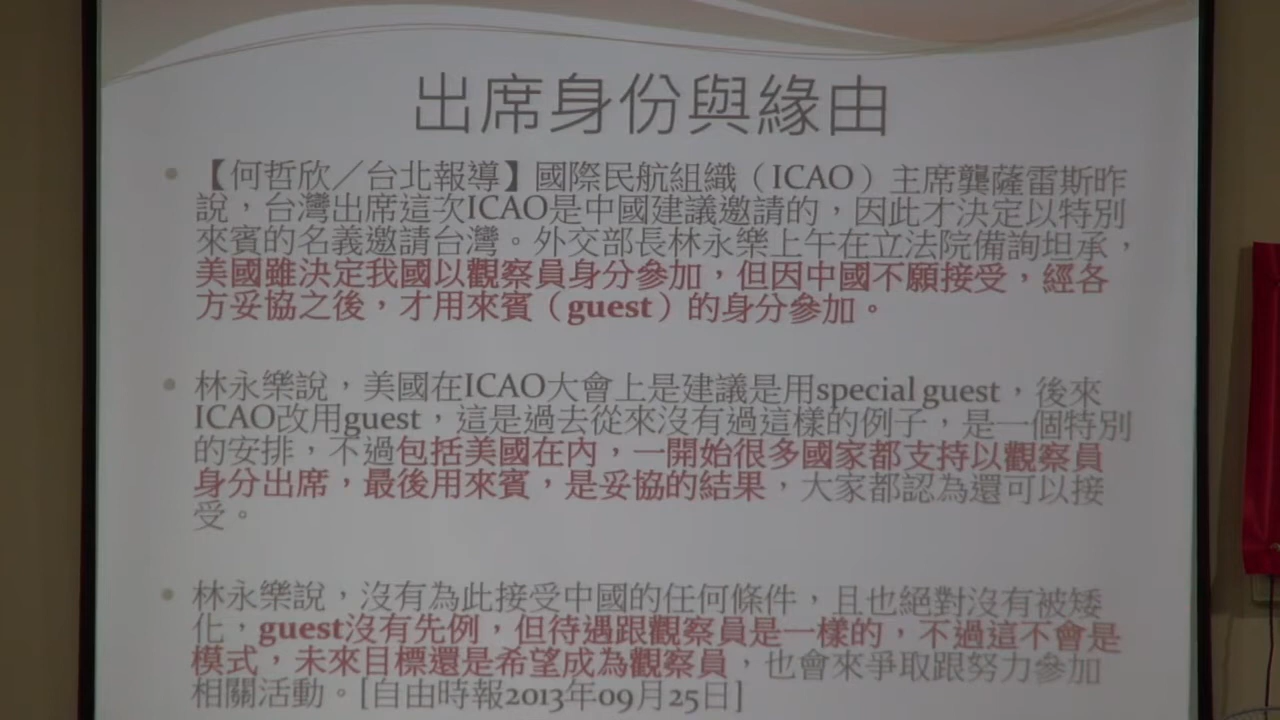 出席身份與緣由
• 【何哲欣／台北報導】國際民航組織（ICAO）主席龔薩雷斯昨
說，台灣出席這次ICAO是中國建議邀請的，因此才決定以特別
來賓的名義邀請台灣。外交部長林永樂上午在立法院備詢坦承，
美國雖決定我國以觀察員身分參加，但因中國不願接受，經各
方妥協之後，才用來賓（guest）的身分參加。
• 林永樂說，美國在ICAO大會上是建議是用special guest，後來
ICAO改用guest，這是過去從來沒有過這樣的例子，是一個特別
的安排，不過包括美國在內，一開始很多國家都支持以觀察員
身分出席，最後用來賓，是妥協的結果，大家都認為還可以接
受。
• 林永樂說，沒有為此接受中國的任何條件，且也絕對沒有被矮
化，guest沒有先例，但待遇跟觀察員是一樣的，不過這不會是
模式，未來目標還是希望成為觀察員，也會來爭取跟努力參加
相關活動。[自由時報2013年09月25日]